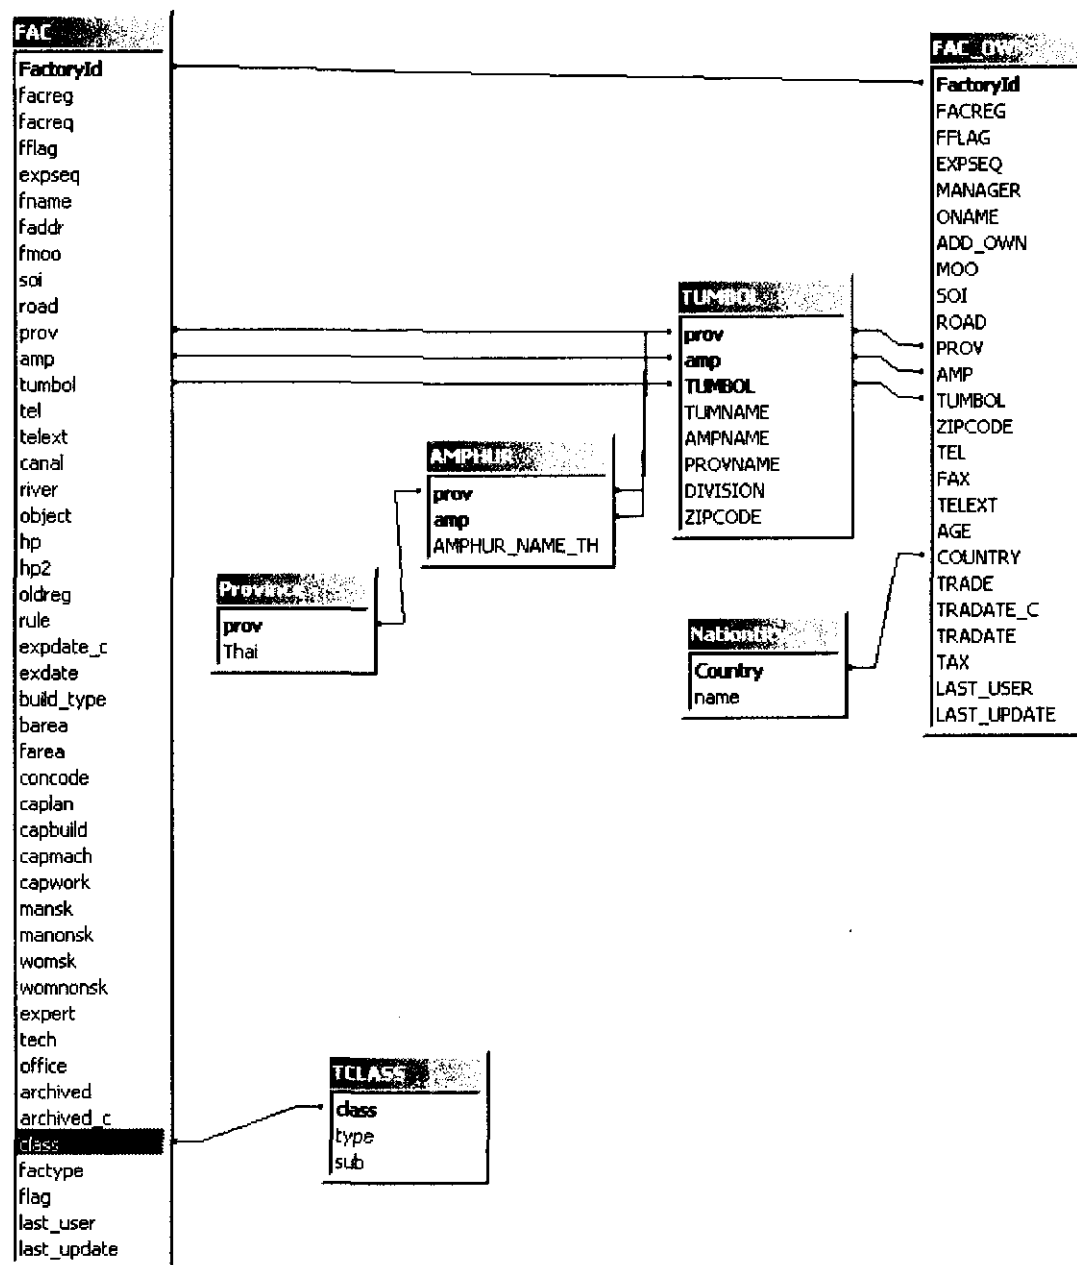 FAC
FactoryId
facreg
facreq
fflag
expseq
fname
faddr
fmoo
soi
road
prov
amp
tumbol
tel
telext
canal
river
object
hp
hp2
oldreg
rule
expdate_c
exdate
build_type
barea
farea
concode
caplan
capbuild
capmach
capwork
mansk
manonsk
womsk
womnonsk
expert
tech
office
archived
archived_c
class
factype
flag
last_user
last_update
Province
prov
Thai
AMPHUR
prov
amp
AMPHUR_NAME_TH
TCLASS
class
type
sub
TUMBOL
prov
amp
TUMBOL
TUMNAME
AMPNAME
PROVNAME
DIVISION
ZIPCODE
Nationtity
Country
name
FAC_OWN
FactoryId
FACREG
FFLAG
EXPSEQ
MANAGER
ONAME
ADD_OWN
MOO
SOI
ROAD
PROV
AMP
TUMBOL
ZIPCODE
TEL
FAX
TELEXT
AGE
COUNTRY
TRADE
TRADATE_C
TRADATE
TAX
LAST_USER
LAST_UPDATE